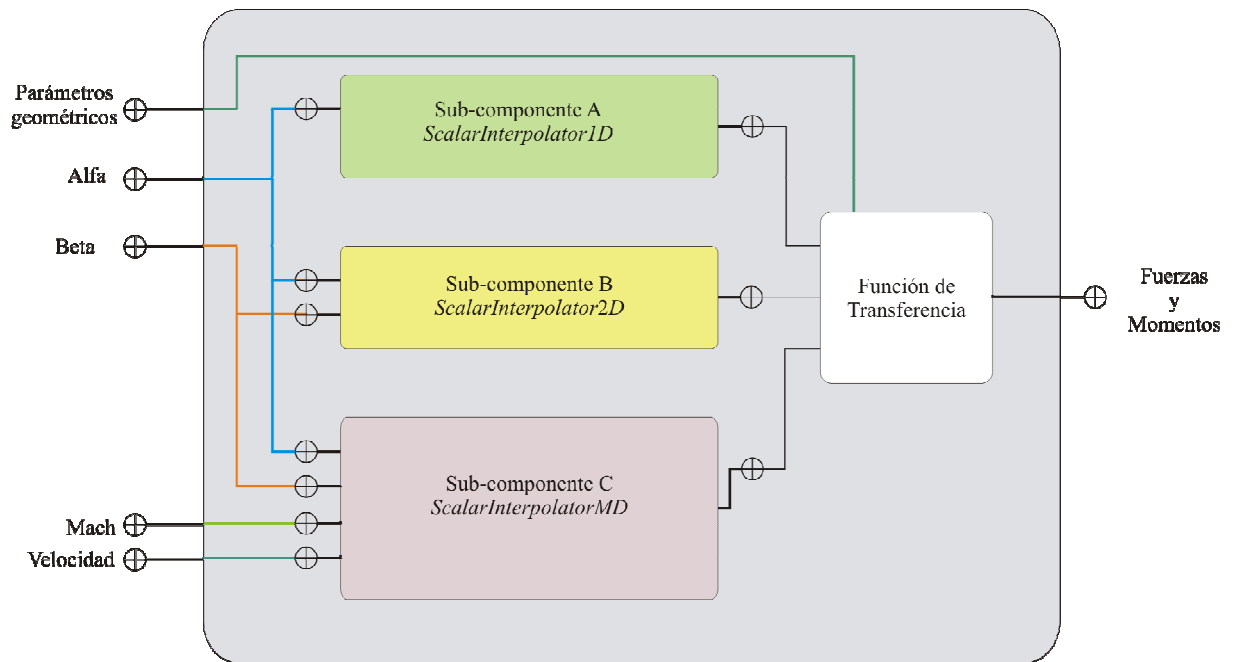 Parámetros
geométricos
Alfa
Beta
Mach
Velocidad
Sub-componente A
ScalarInterpolator1D
Sub-componente B
ScalarInterpolator2D
Sub-componente C
ScalarInterpolatorMD
Función de
Transferencia
Fuerzas
y
Momentos